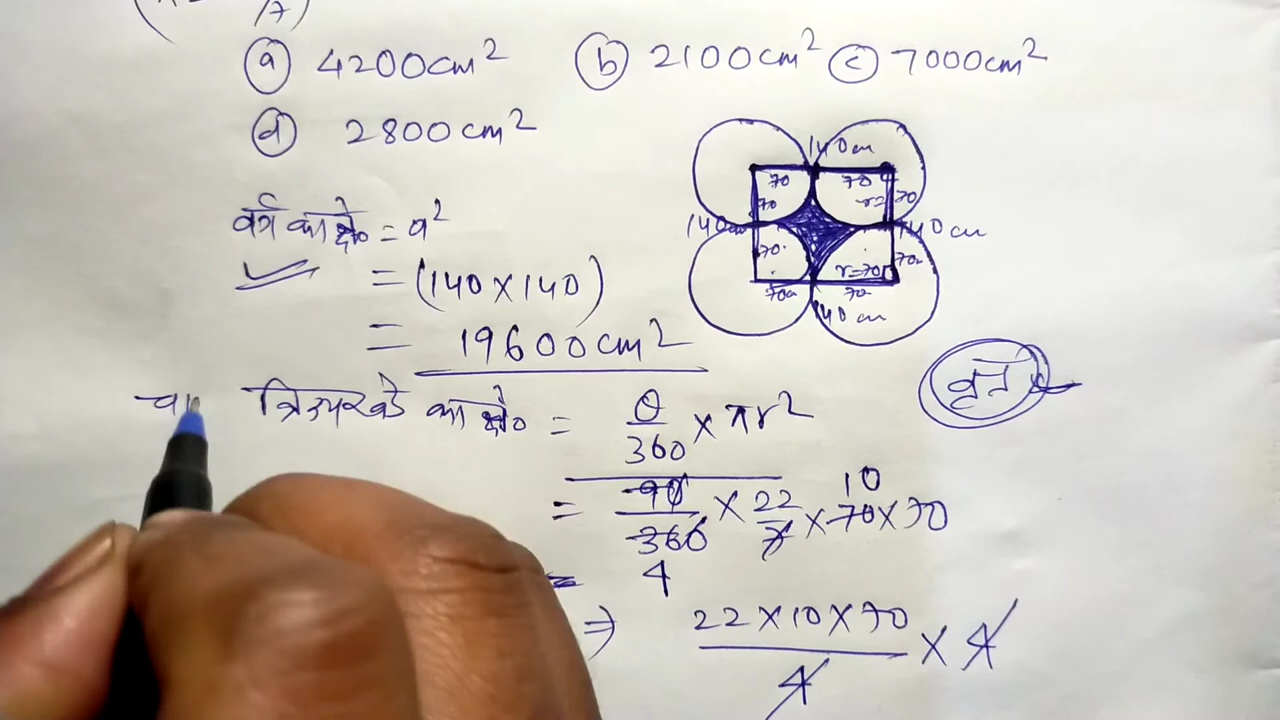 (a) 4200cm² (b) 2100cm² (c) 7000cm²
(d) 2800cm²
140cm
70 70
70 r= 70
140cm 140cm
70 r=70 70
70 70
140cm
वर्ग का क्षे० = a²
= (140×140)
= 19600cm²
वृत्त
त्रिज्यखंड का क्षे० = θ/360 × πr²
= 90/360 × 22/7 × 70×70
10
= 4
⇒ 22×10×70/4 × 4